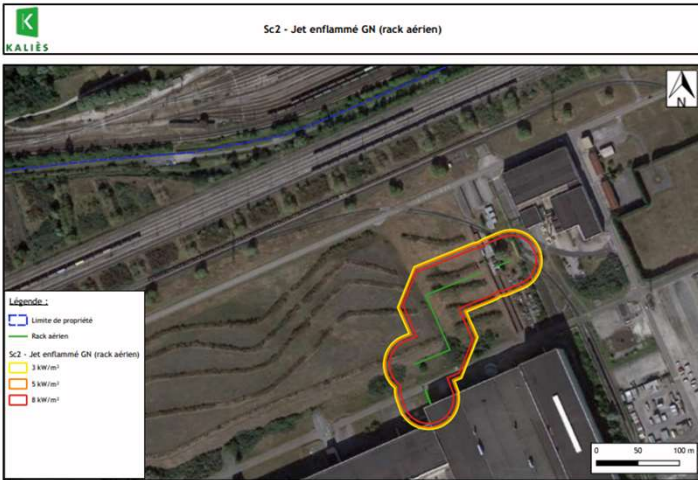 KALIÈS
Sc2 - Jet enflammé GN (rack aérien)
N
Légende :
Limite de propriété
Rack aérien
Sc2 - Jet enflammé GN (rack aérien)
3 kW/m²
5 kW/m²
8 kW/m²
0 50 100 m